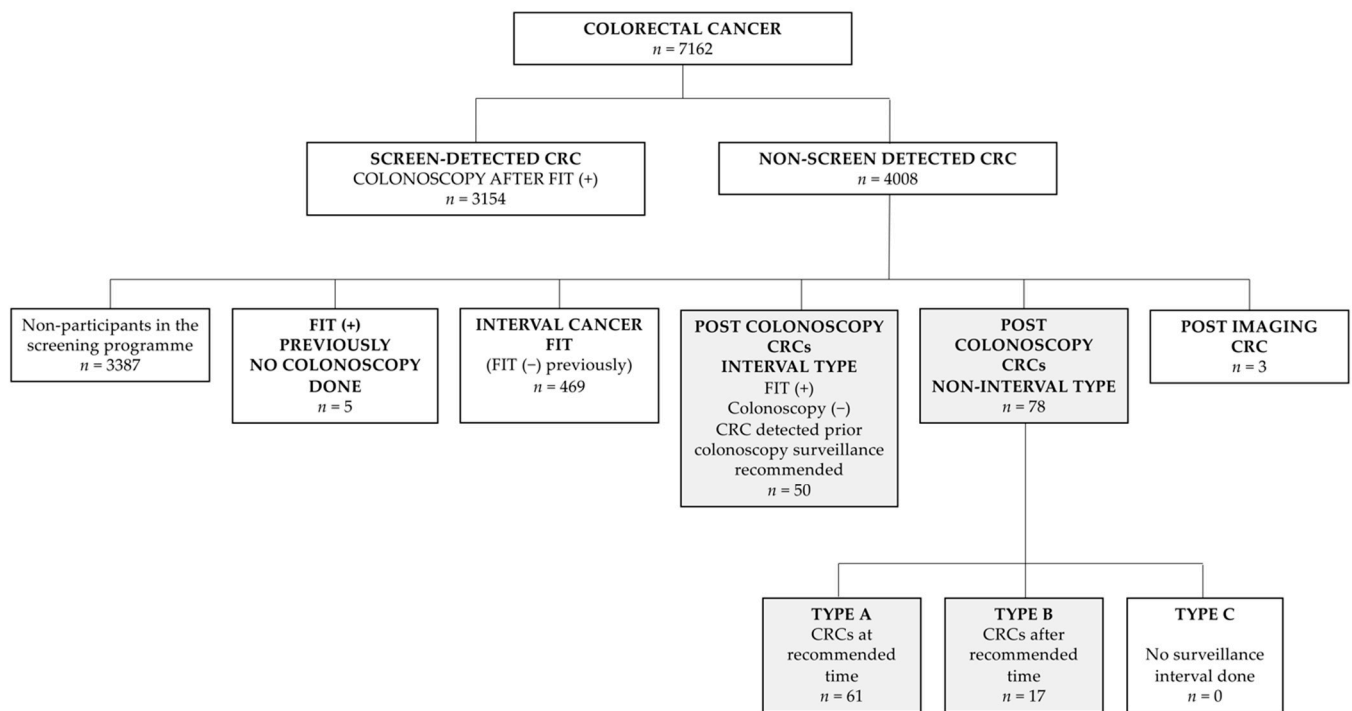 COLORECTAL CANCER
n = 7162
SCREEN-DETECTED CRC
COLONOSCOPY AFTER FIT (+)
n = 3154
NON-SCREEN DETECTED CRC
n = 4008
Non-participants in the
screening programme
n = 3387
FIT (+)
PREVIOUSLY
NO COLONOSCOPY
DONE
n = 5
INTERVAL CANCER
FIT
(FIT (−) previously)
n = 469
POST COLONOSCOPY
CRCs
INTERVAL TYPE
FIT (+)
Colonoscopy (−)
CRC detected prior
colonoscopy surveillance
recommended
n = 50
POST
COLONOSCOPY
CRCs
NON-INTERVAL TYPE
n = 78
POST IMAGING
CRC
n = 3
TYPE A
CRCs at
recommended
time
n = 61
TYPE B
CRCs after
recommended
time
n = 17
TYPE C
No surveillance
interval done
n = 0